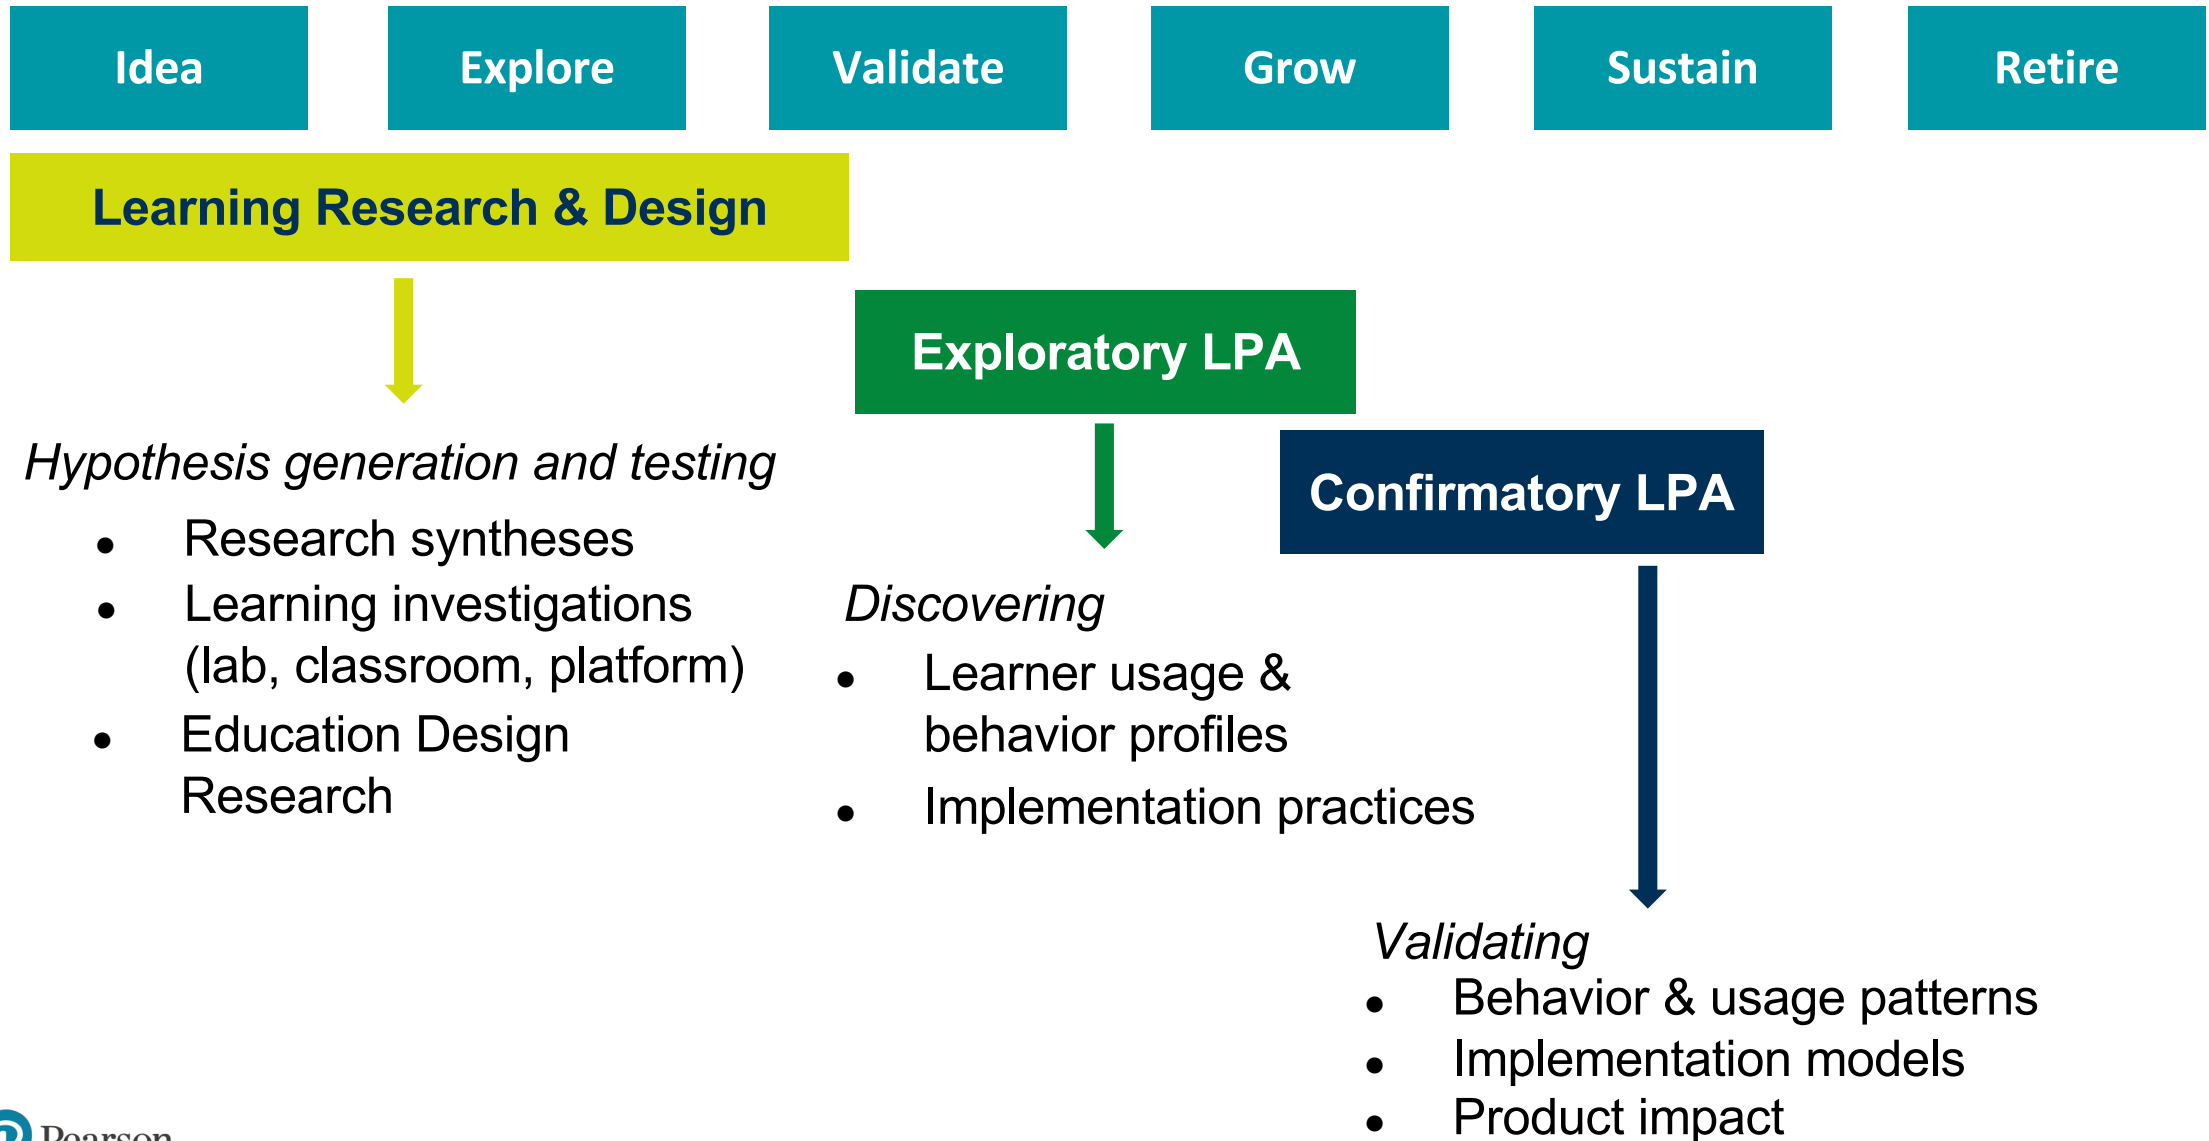 Idea
Explore
Validate
Grow
Sustain
Retire
Learning Research & Design
Exploratory LPA
Confirmatory LPA
Hypothesis generation and testing
● Research syntheses
● Learning investigations
(lab, classroom, platform)
● Education Design
Research
Discovering
● Learner usage &
behavior profiles
● Implementation practices
Validating
● Behavior & usage patterns
● Implementation models
● Product impact
Pearson